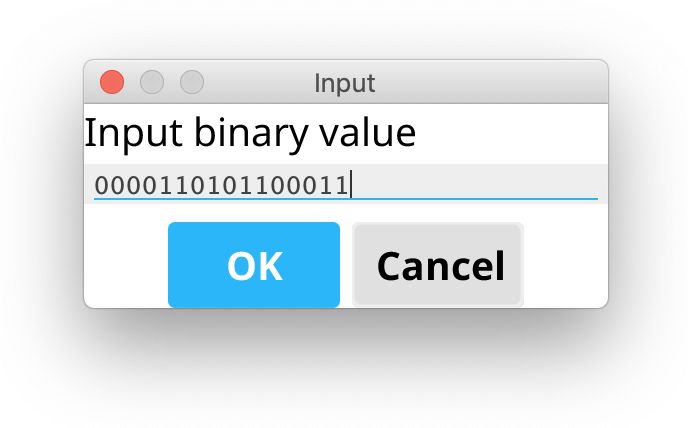 Input
Input binary value
0000110101100011
OK
Cancel